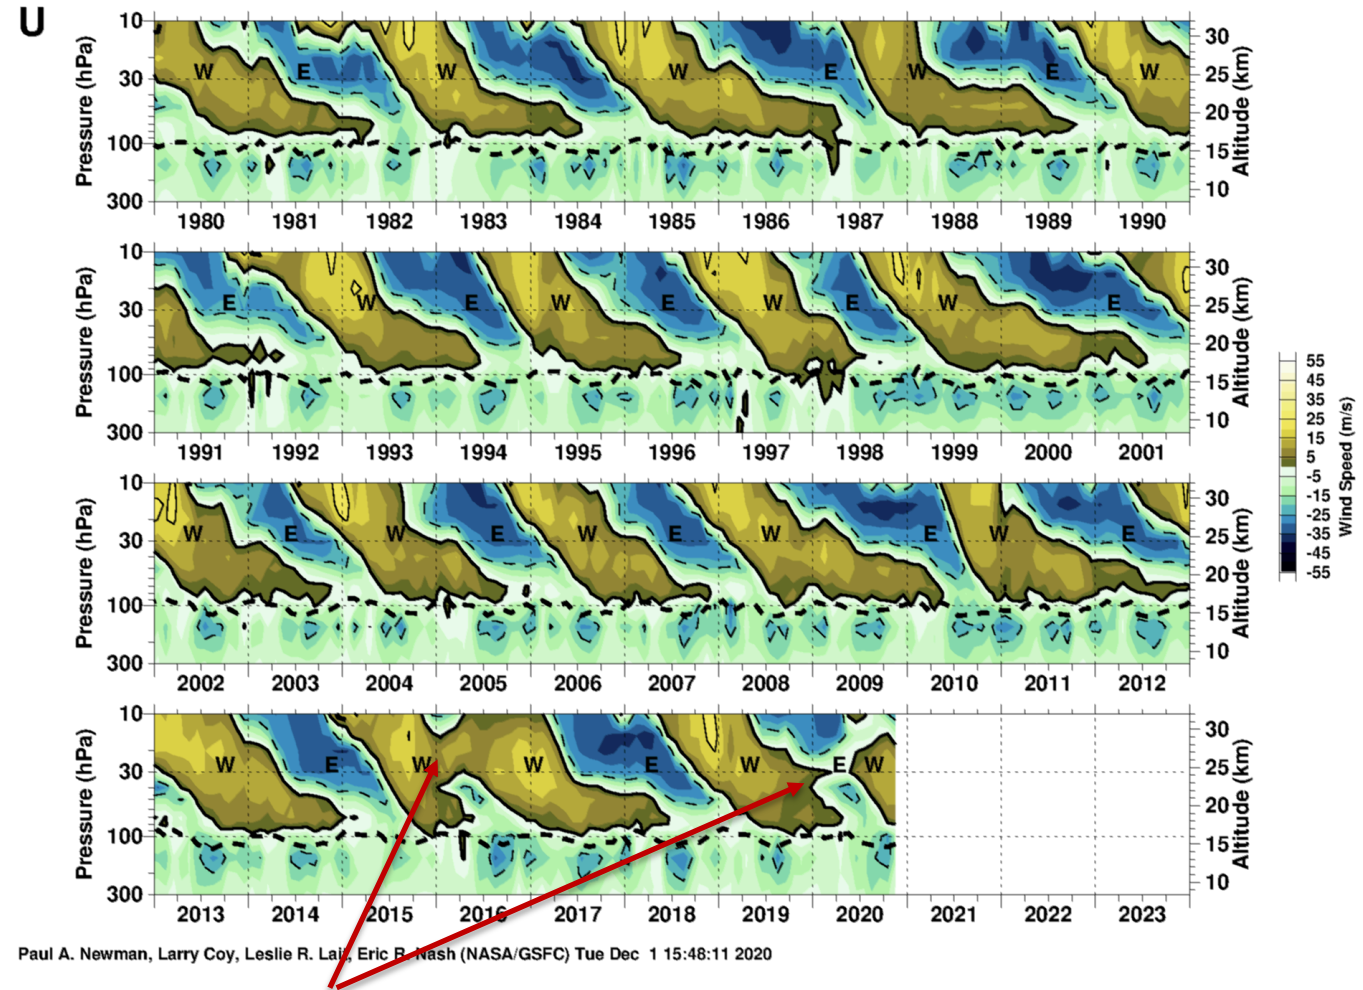 U
10 30 100 300
Pressure (hPa)
W E W W E W E W
30 25 20 15 10
Altitude (km)
1980 1981 1982 1983 1984 1985 1986 1987 1988 1989 1990
10 30 100 300
Pressure (hPa)
E W E W E W E W E
30 25 20 15 10
Altitude (km)
1991 1992 1993 1994 1995 1996 1997 1998 1999 2000 2001
55
45
35
25
15
5
-5
-15
-25
-35
-45
-55
Wind Speed (m/s)
10 30 100 300
Pressure (hPa)
W E W E W E W E W E
30 25 20 15 10
Altitude (km)
2002 2003 2004 2005 2006 2007 2008 2009 2010 2011 2012
10 30 100 300
Pressure (hPa)
W E W W E W E W
30 25 20 15 10
Altitude (km)
2013 2014 2015 2016 2017 2018 2019 2020 2021 2022 2023
Paul A. Newman, Larry Coy, Leslie R. Lait, Eric R. Nash (NASA/GSFC) Tue Dec 1 15:48:11 2020